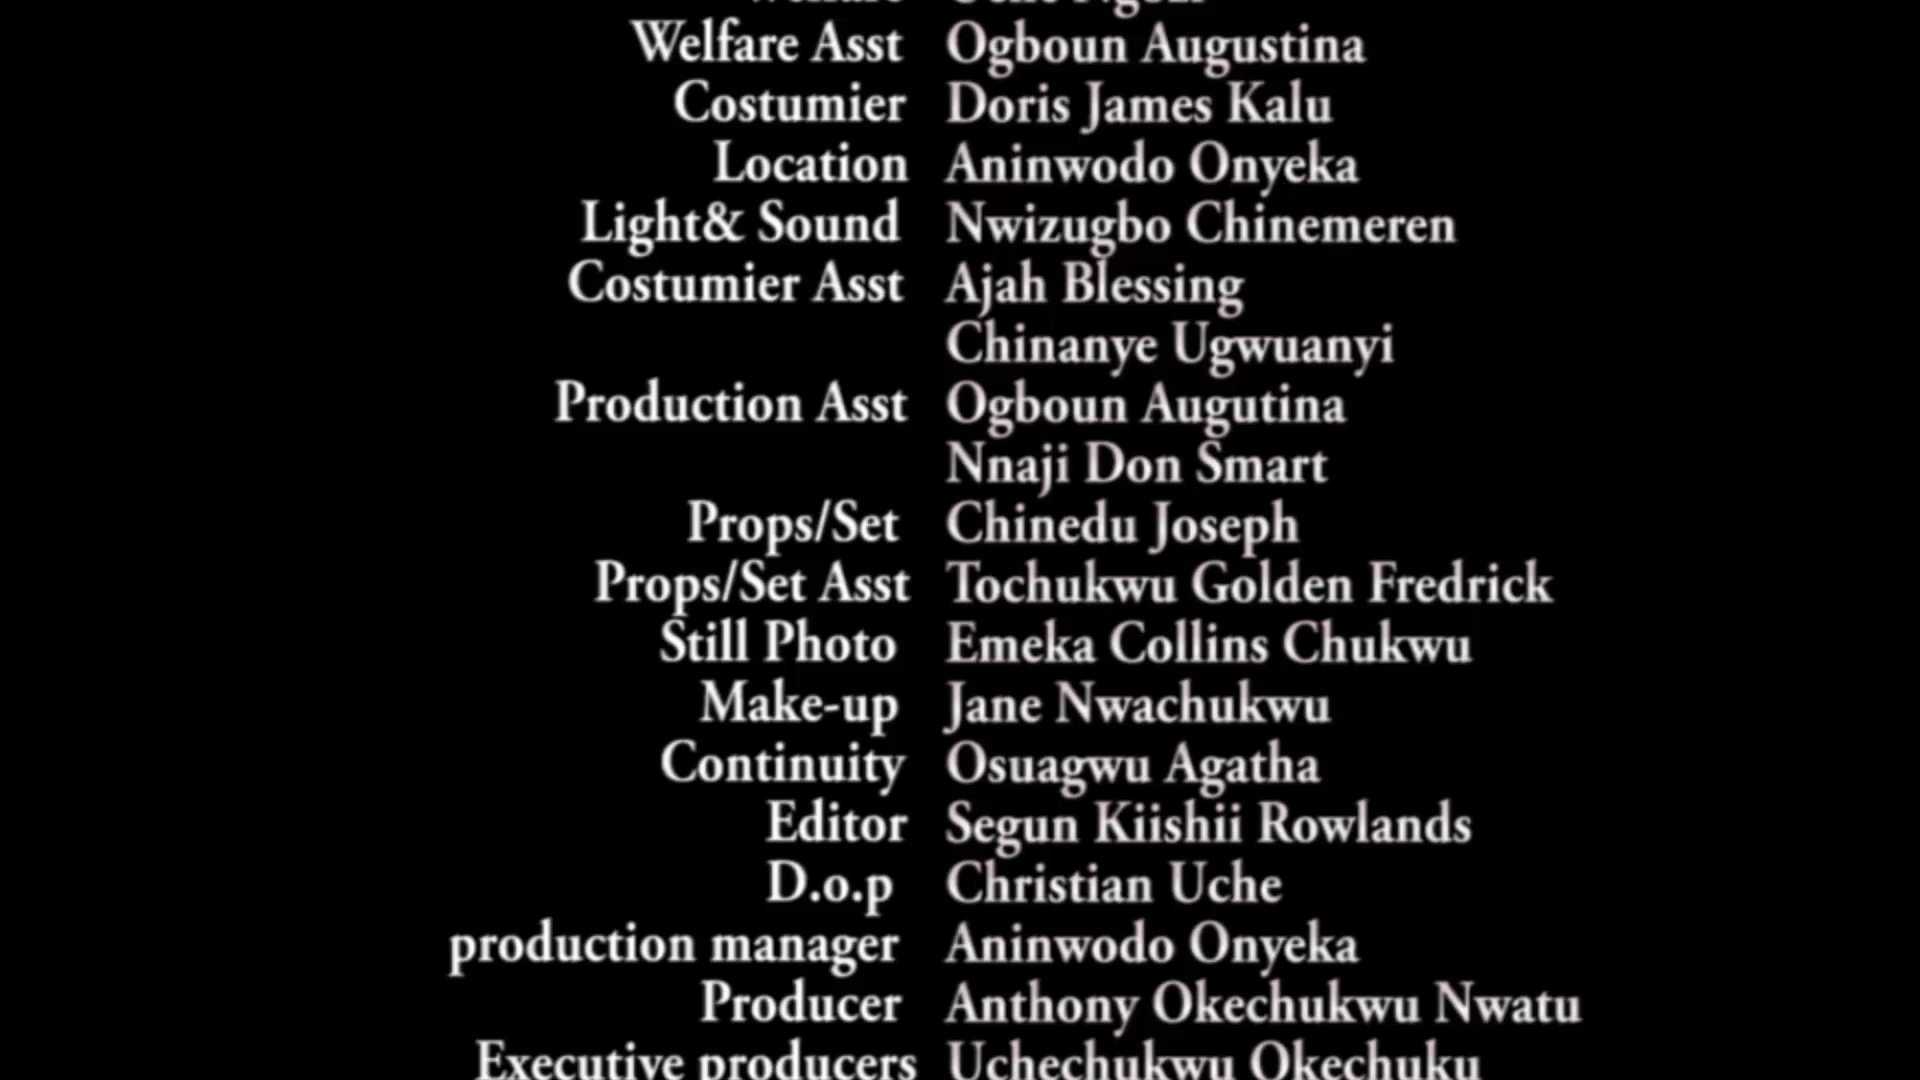 Welfare Asst Ogboun Augustina
Costumier Doris James Kalu
Location Aninwodo Onyeka
Light& Sound Nwizugbo Chinemeren
Costumier Asst Ajah Blessing
Chinanye Ugwuanyi
Production Asst Ogboun Augutina
Nnaji Don Smart
Props/Set Chinedu Joseph
Props/Set Asst Tochukwu Golden Fredrick
Still Photo Emeka Collins Chukwu
Make-up Jane Nwachukwu
Continuity Osuagwu Agatha
Editor Segun Kiishii Rowlands
D.o.p Christian Uche
production manager Aninwodo Onyeka
Producer Anthony Okechukwu Nwatu
Executive producers Uchechukwu Okechuku